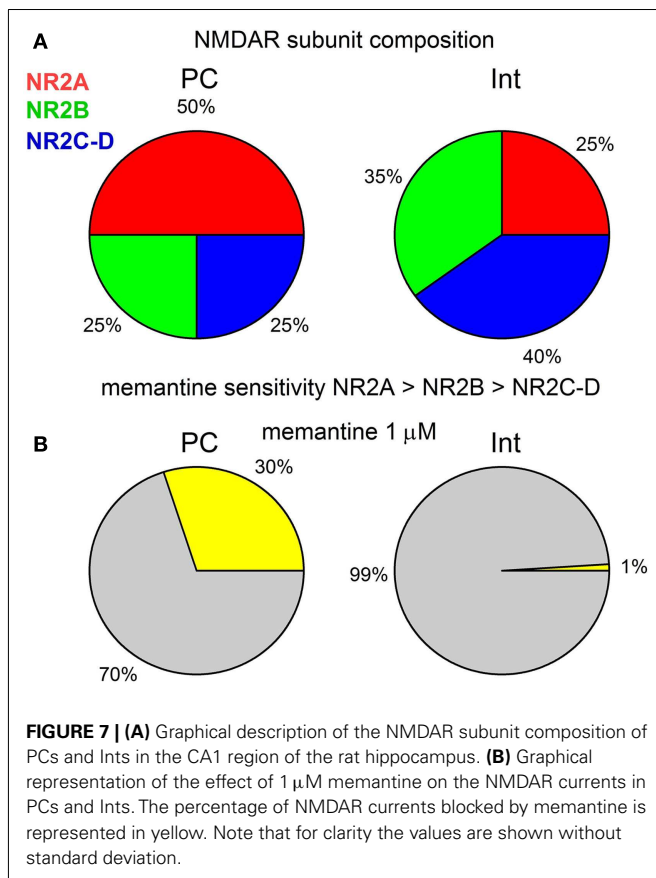 A
NMDAR subunit composition
NR2A
NR2B
NR2C-D
PC
Int
50%
25%
35%
25%
25%
40%
memantine sensitivity NR2A > NR2B > NR2C-D
B
memantine 1 μM
PC
Int
30%
99%
1%
70%
FIGURE 7 | (A) Graphical description of the NMDAR subunit composition of
PCs and Ints in the CA1 region of the rat hippocampus. (B) Graphical
representation of the effect of 1 μM memantine on the NMDAR currents in
PCs and Ints. The percentage of NMDAR currents blocked by memantine is
represented in yellow. Note that for clarity the values are shown without
standard deviation.